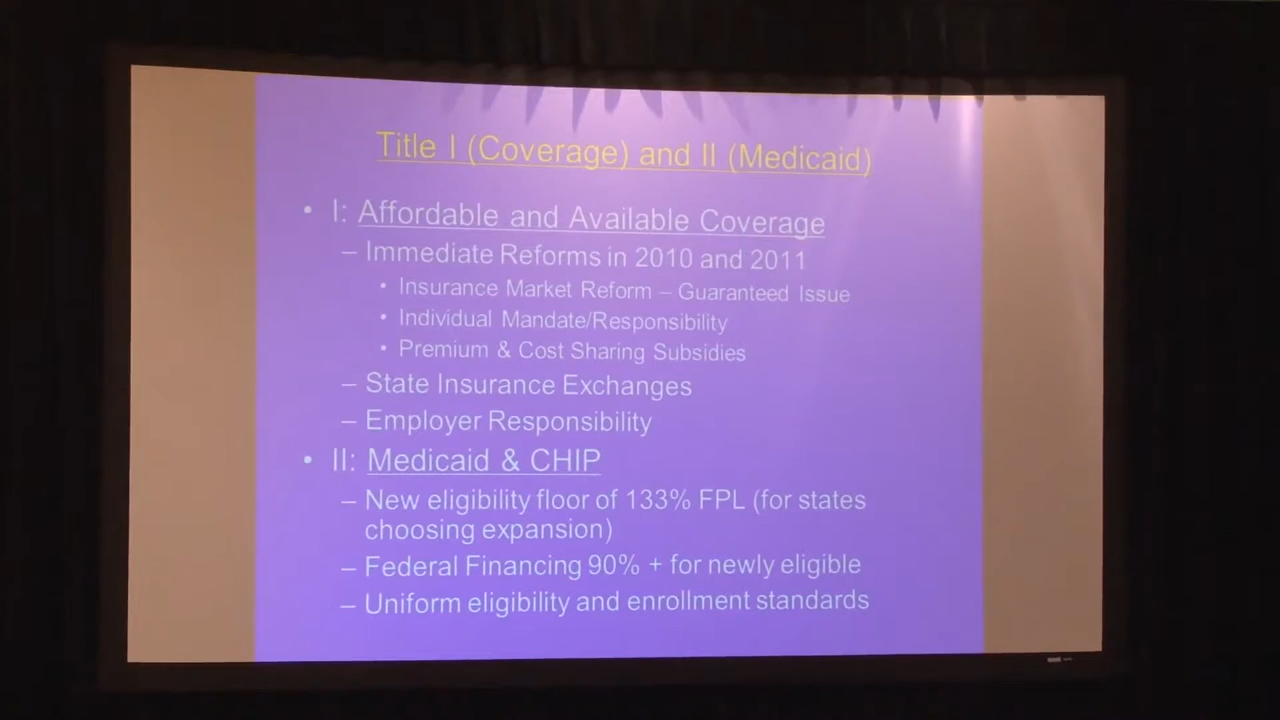 Title I (Coverage) and II (Medicaid)
• I: Affordable and Available Coverage
– Immediate Reforms in 2010 and 2011
• Insurance Market Reform – Guaranteed Issue
• Individual Mandate/Responsibility
• Premium & Cost Sharing Subsidies
– State Insurance Exchanges
– Employer Responsibility
• II: Medicaid & CHIP
– New eligibility floor of 133% FPL (for states
choosing expansion)
– Federal Financing 90% + for newly eligible
– Uniform eligibility and enrollment standards